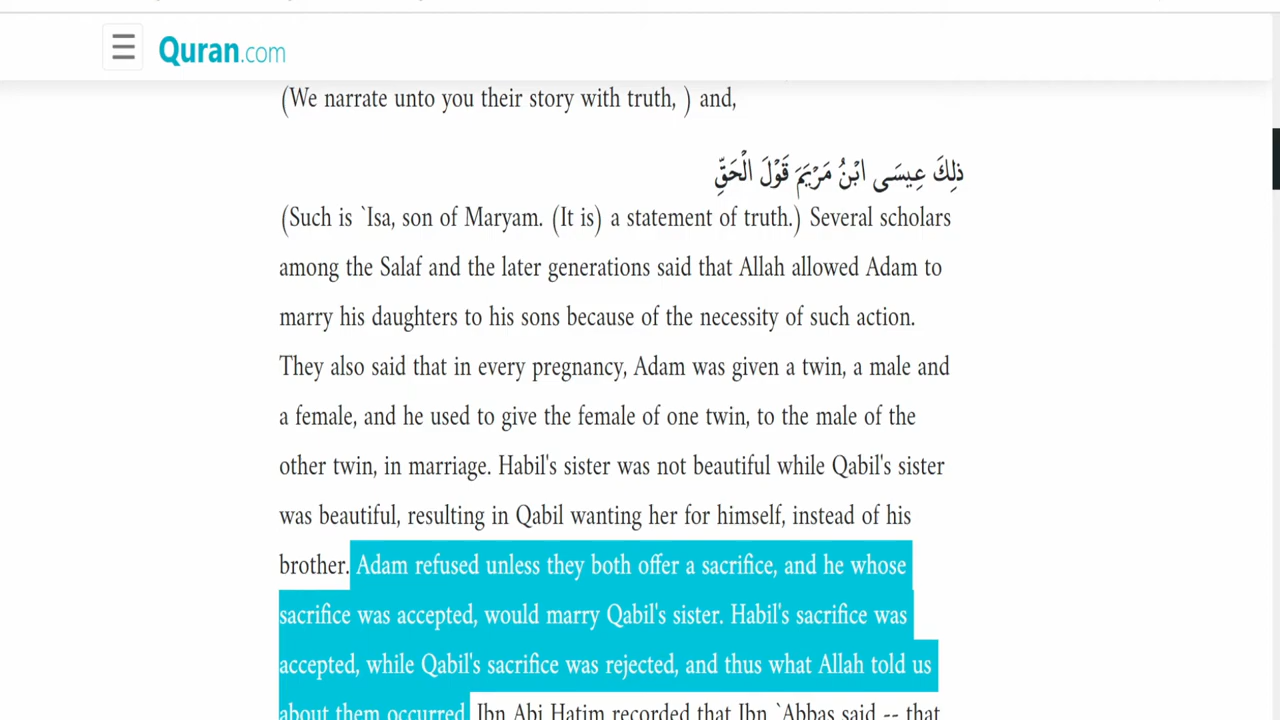 Quran.com
(We narrate unto you their story with truth, ) and,
ذلِكَ عِيسَى ابْنُ مَرْيَمَ قَوْلَ الْحَقِّ
(Such is `Isa, son of Maryam. (It is) a statement of truth.) Several scholars
among the Salaf and the later generations said that Allah allowed Adam to
marry his daughters to his sons because of the necessity of such action.
They also said that in every pregnancy, Adam was given a twin, a male and
a female, and he used to give the female of one twin, to the male of the
other twin, in marriage. Habil's sister was not beautiful while Qabil's sister
was beautiful, resulting in Qabil wanting her for himself, instead of his
brother. Adam refused unless they both offer a sacrifice, and he whose
sacrifice was accepted, would marry Qabil's sister. Habil's sacrifice was
accepted, while Qabil's sacrifice was rejected, and thus what Allah told us
about them occurred. Ibn Abi Hatim recorded that Ibn `Abbas said -- that